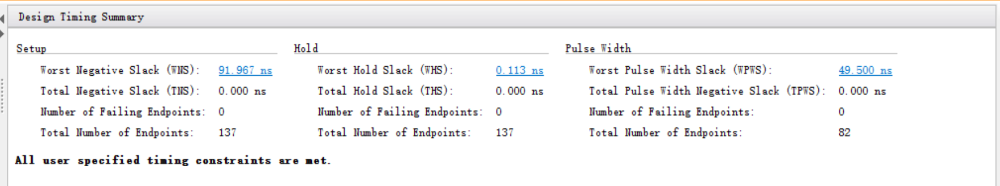 Design Timing Summary
Setup
Worst Negative Slack (WNS): 91.967 ns
Total Negative Slack (TNS): 0.000 ns
Number of Failing Endpoints: 0
Total Number of Endpoints: 137
Hold
Worst Hold Slack (WHS): 0.113 ns
Total Hold Slack (THS): 0.000 ns
Number of Failing Endpoints: 0
Total Number of Endpoints: 137
Pulse Width
Worst Pulse Width Slack (WPWS): 49.500 ns
Total Pulse Width Negative Slack (TPWS): 0.000 ns
Number of Failing Endpoints: 0
Total Number of Endpoints: 82
All user specified timing constraints are met.